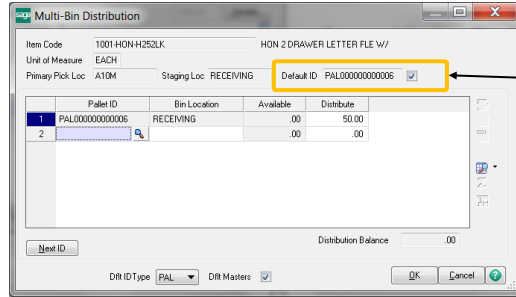 Multi-Bin Distribution
Item Code 1001-HON-H252LK HON 2 DRAWER LETTER FLE W/
Unit of Measure EACH
Primary Pick Loc A10M Staging Loc RECEIVING Default ID PAL000000000006
Pallet ID Bin Location Available Distribute
1 PAL000000000006 RECEIVING .00 50.00
2 .00 .00
Distribution Balance .00
Next ID
Dflt ID Type PAL Dflt Masters OK Cancel